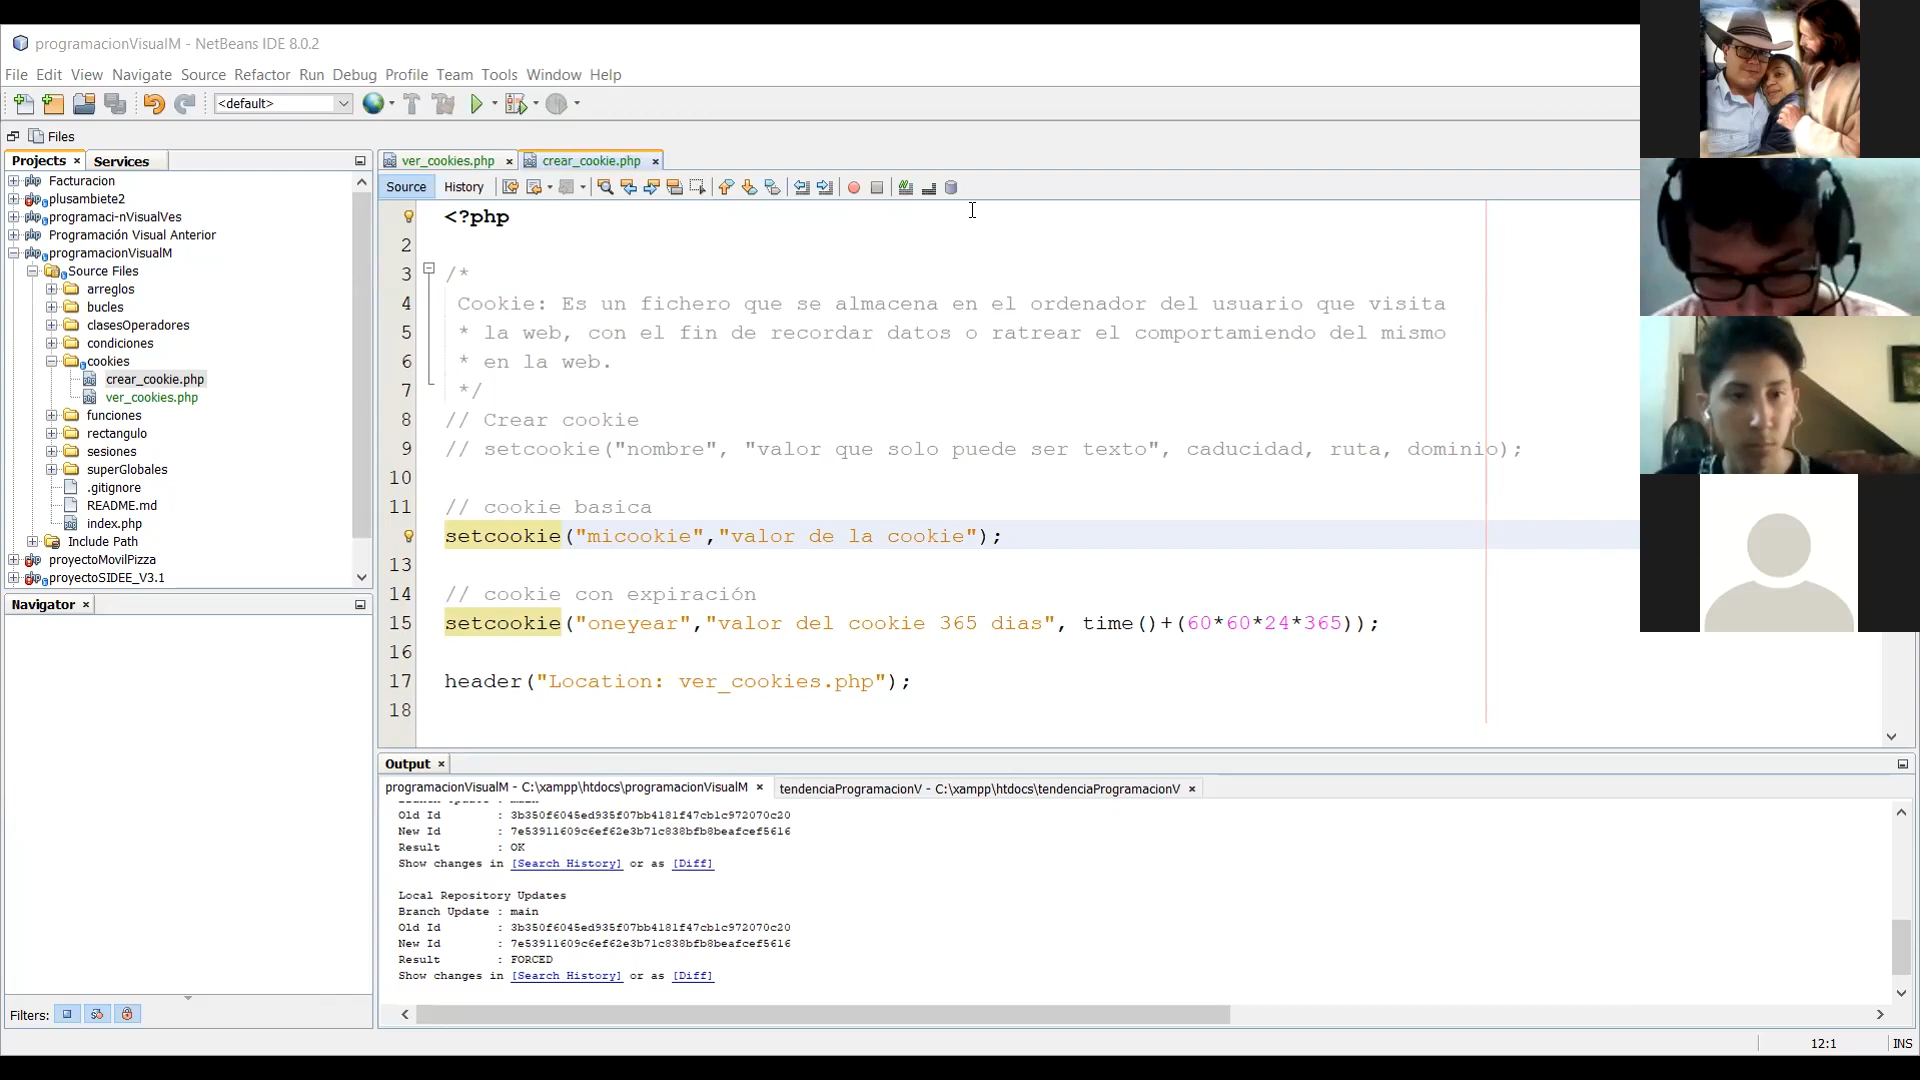 programacionVisualM - NetBeans IDE 8.0.2
File Edit View Navigate Source Refactor Run Debug Profile Team Tools Window Help
<default>
Files
Projects
Services
Facturacion
plusambiete2
programaci-nVisualVes
Programación Visual Anterior
programacionVisualM
Source Files
arreglos
bucles
clasesOperadores
condiciones
cookies
crear_cookie.php
ver_cookies.php
funciones
rectangulo
sesiones
superGlobales
.gitignore
README.md
index.php
Include Path
proyectoMovilPizza
proyectoSIDEE_V3.1
Navigator
Filters:
ver_cookies.php
crear_cookie.php
Source
History
<?php
2
3 /*
4 Cookie: Es un fichero que se almacena en el ordenador del usuario que visita
5 * la web, con el fin de recordar datos o ratrear el comportamiendo del mismo
6 * en la web.
7 */
8 // Crear cookie
9 // setcookie("nombre", "valor que solo puede ser texto", caducidad, ruta, dominio);
10
11 // cookie basica
setcookie("micookie","valor de la cookie");
13
14 // cookie con expiración
15 setcookie("oneyear","valor del cookie 365 dias", time()+(60*60*24*365));
16
17 header("Location: ver_cookies.php");
18
Output
programacionVisualM - C:\xampp\htdocs\programacionVisualM
tendenciaProgramacionV - C:\xampp\htdocs\tendenciaProgramacionV
Branch Update : main
Old Id : 3b350f6045ed935f07bb4181f47cb1c972070c20
New Id : 7e53911609c6ef62e3b71c838bfb8beafcef5616
Result : OK
Show changes in [Search History] or as [Diff]
Local Repository Updates
Branch Update : main
Old Id : 3b350f6045ed935f07bb4181f47cb1c972070c20
New Id : 7e53911609c6ef62e3b71c838bfb8beafcef5616
Result : FORCED
Show changes in [Search History] or as [Diff]
12:1 INS